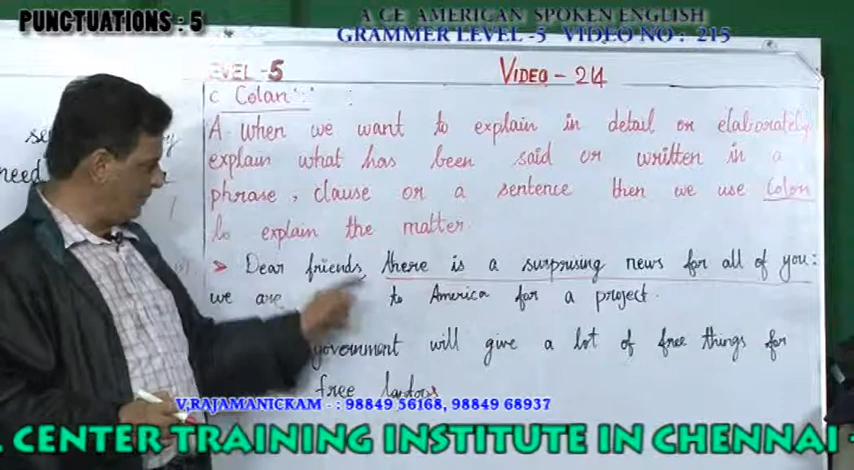 PUNCTUATIONS : 5
A CE AMERICAN SPOKEN ENGLISH
GRAMMER LEVEL -5 VIDEO NO : 215
EVEL -5
VIDEO - 214
C Colan ":"
:
A When we want to explain in detail or elaborately
explain what has been said or written in a
phrase, clause or a sentence then we use Colon
to explain the matter.
Dear friends, there is a surprising news for all of you:
we are to America for a project.
government will give a lot of free things for
free
need
V,RAJAMANICKAM - : 98849 56168, 98849 68937
CENTER TRAINING INSTITUTE IN CHENNAI -